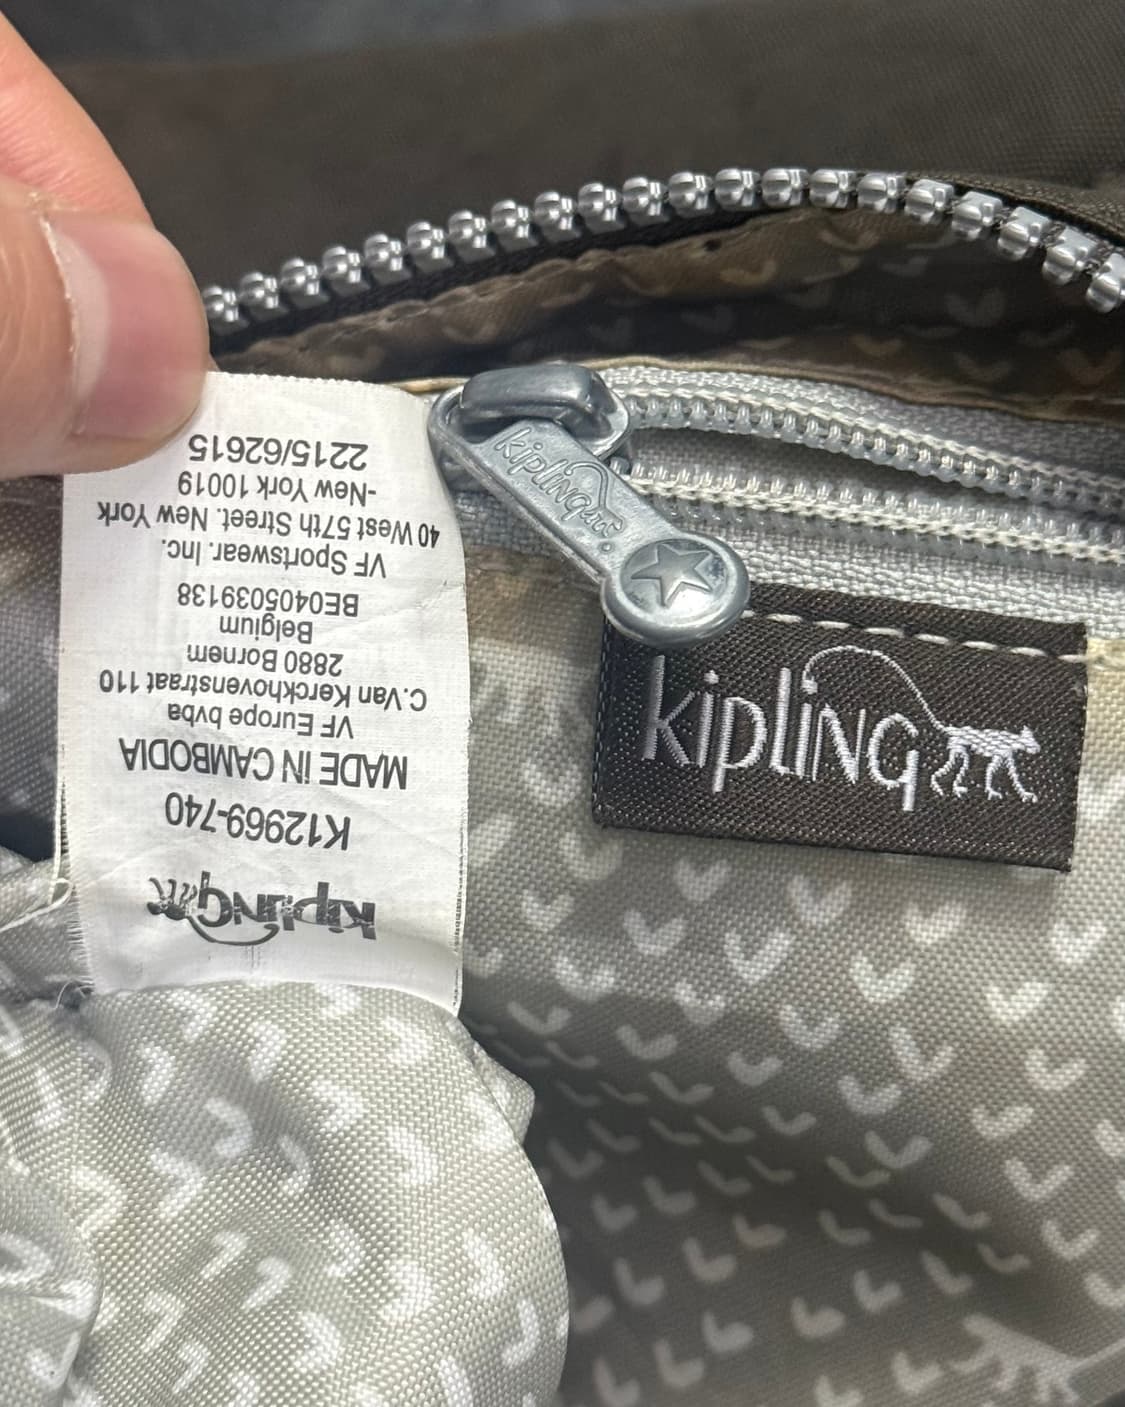 kipling
K12969-740
MADE IN CAMBODIA
VF Europe bvba
C.Van Kerckhovenstraat 110
2880 Bornem
Belgium
BE0405039138
VF Sportswear. Inc.
40 West 57th Street. New York
-New York 10019
2215/62615
kipling
kipling